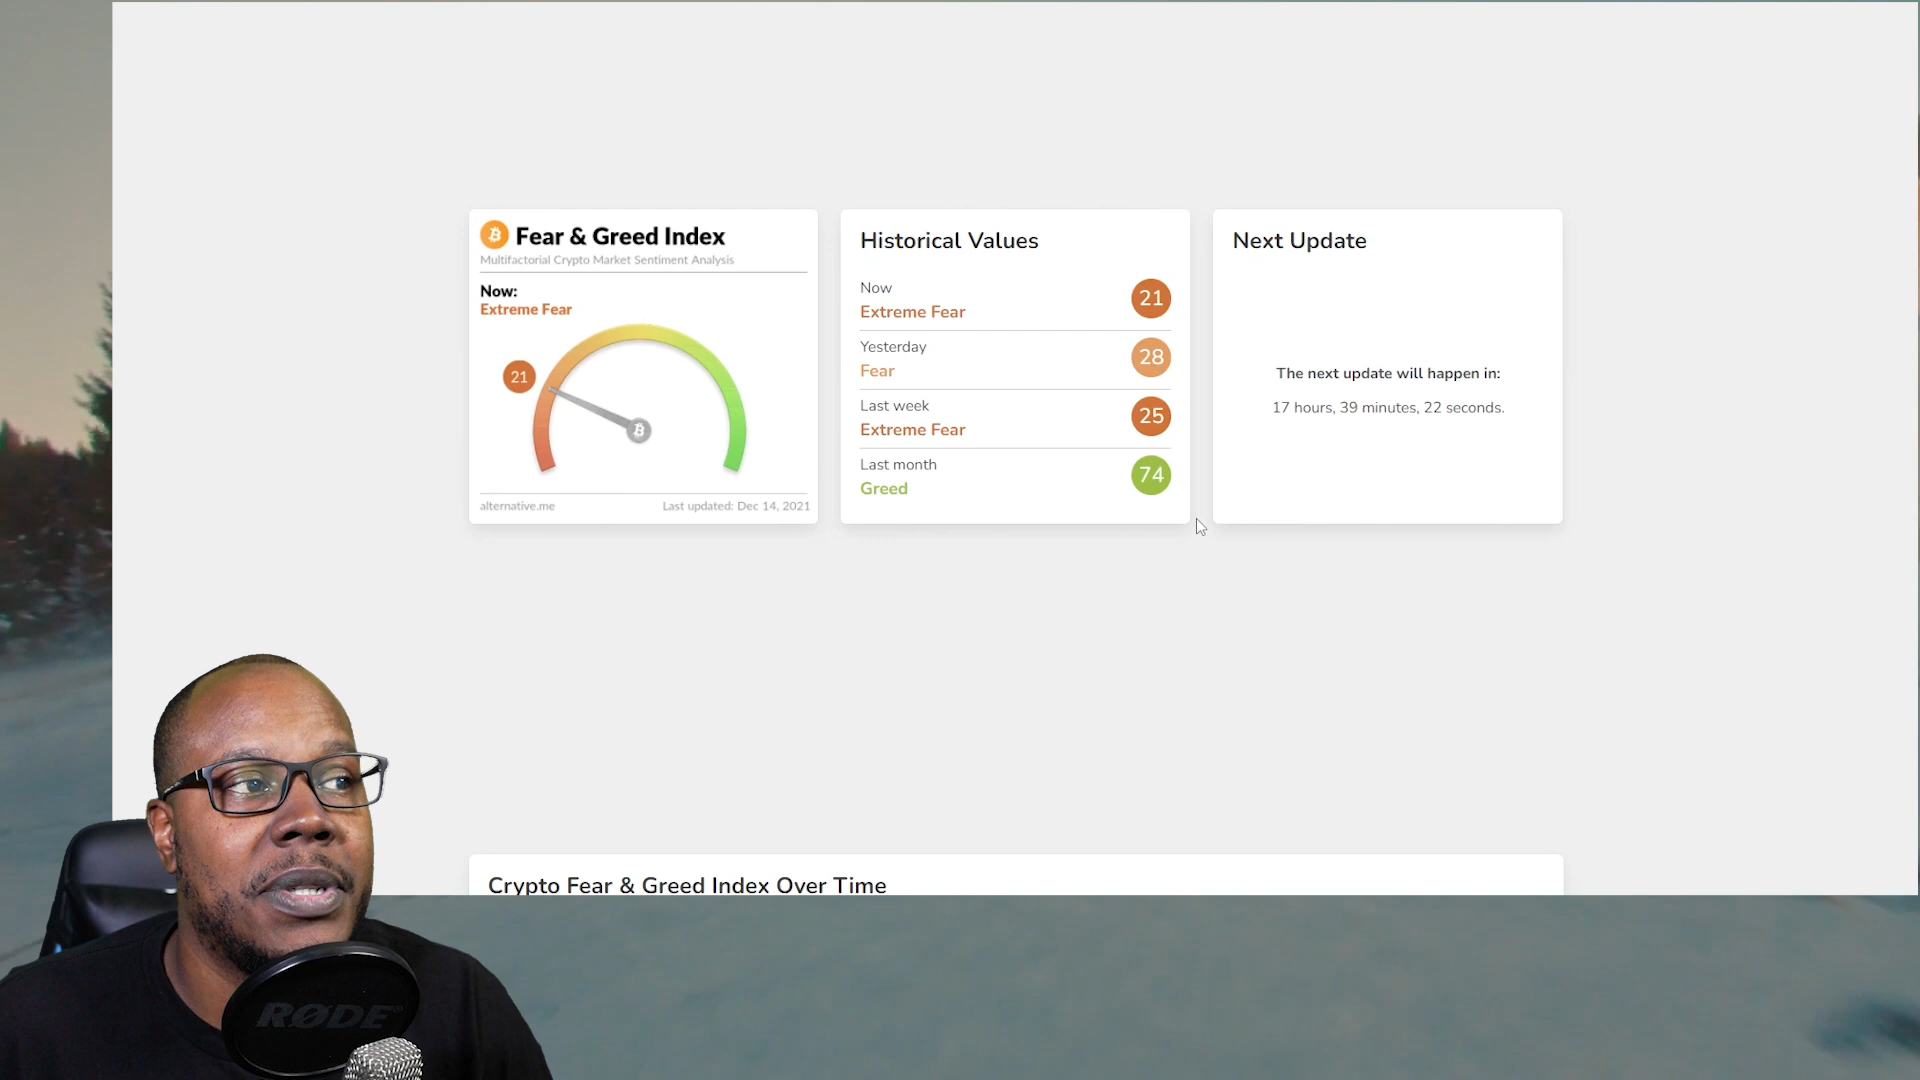 Fear & Greed Index
Multifactorial Crypto Market Sentiment Analysis
Now:
Extreme Fear
21
alternative.me
Last updated: Dec 14, 2021
Historical Values
Now
Extreme Fear
21
Yesterday
Fear
28
Last week
Extreme Fear
25
Last month
Greed
74
Next Update
The next update will happen in:
17 hours, 39 minutes, 22 seconds.
Crypto Fear & Greed Index Over Time
RØDE